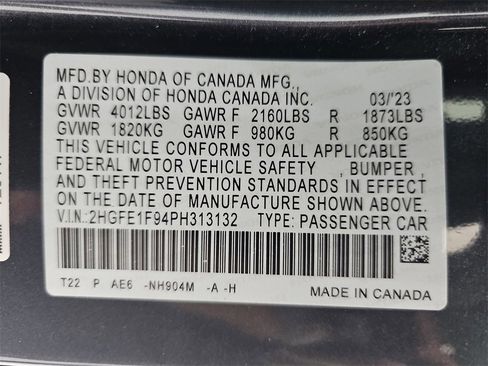 MFD.BY HONDA OF CANADA MFG.,
A DIVISION OF HONDA CANADA INC. 03/'23
GVWR 4012LBS GAWR F 2160LBS R 1873LBS
GVWR 1820KG GAWR F 980KG R 850KG
THIS VEHICLE CONFORMS TO ALL APPLICABLE
FEDERAL MOTOR VEHICLE SAFETY , BUMPER,
AND THEFT PREVENTION STANDARDS IN EFFECT
ON THE DATE OF MANUFACTURE SHOWN ABOVE.
V.I.N.:2HGFE1F94PH313132 TYPE: PASSENGER CAR
T22 P AE6 -NH904M -A -H
MADE IN CANADA